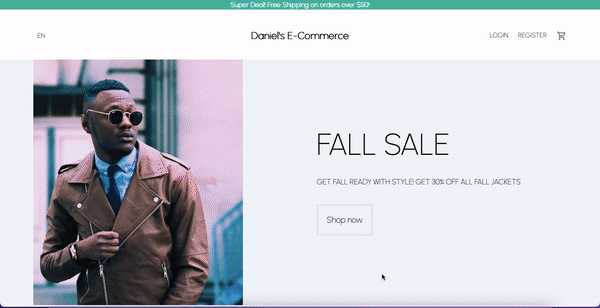 Super Deal! Free Shipping on orders over $50!
EN
Daniel's E-Commerce
LOGIN REGISTER
FALL SALE
GET FALL READY WITH STYLE! GET 30% OFF ALL FALL JACKETS
Shop now